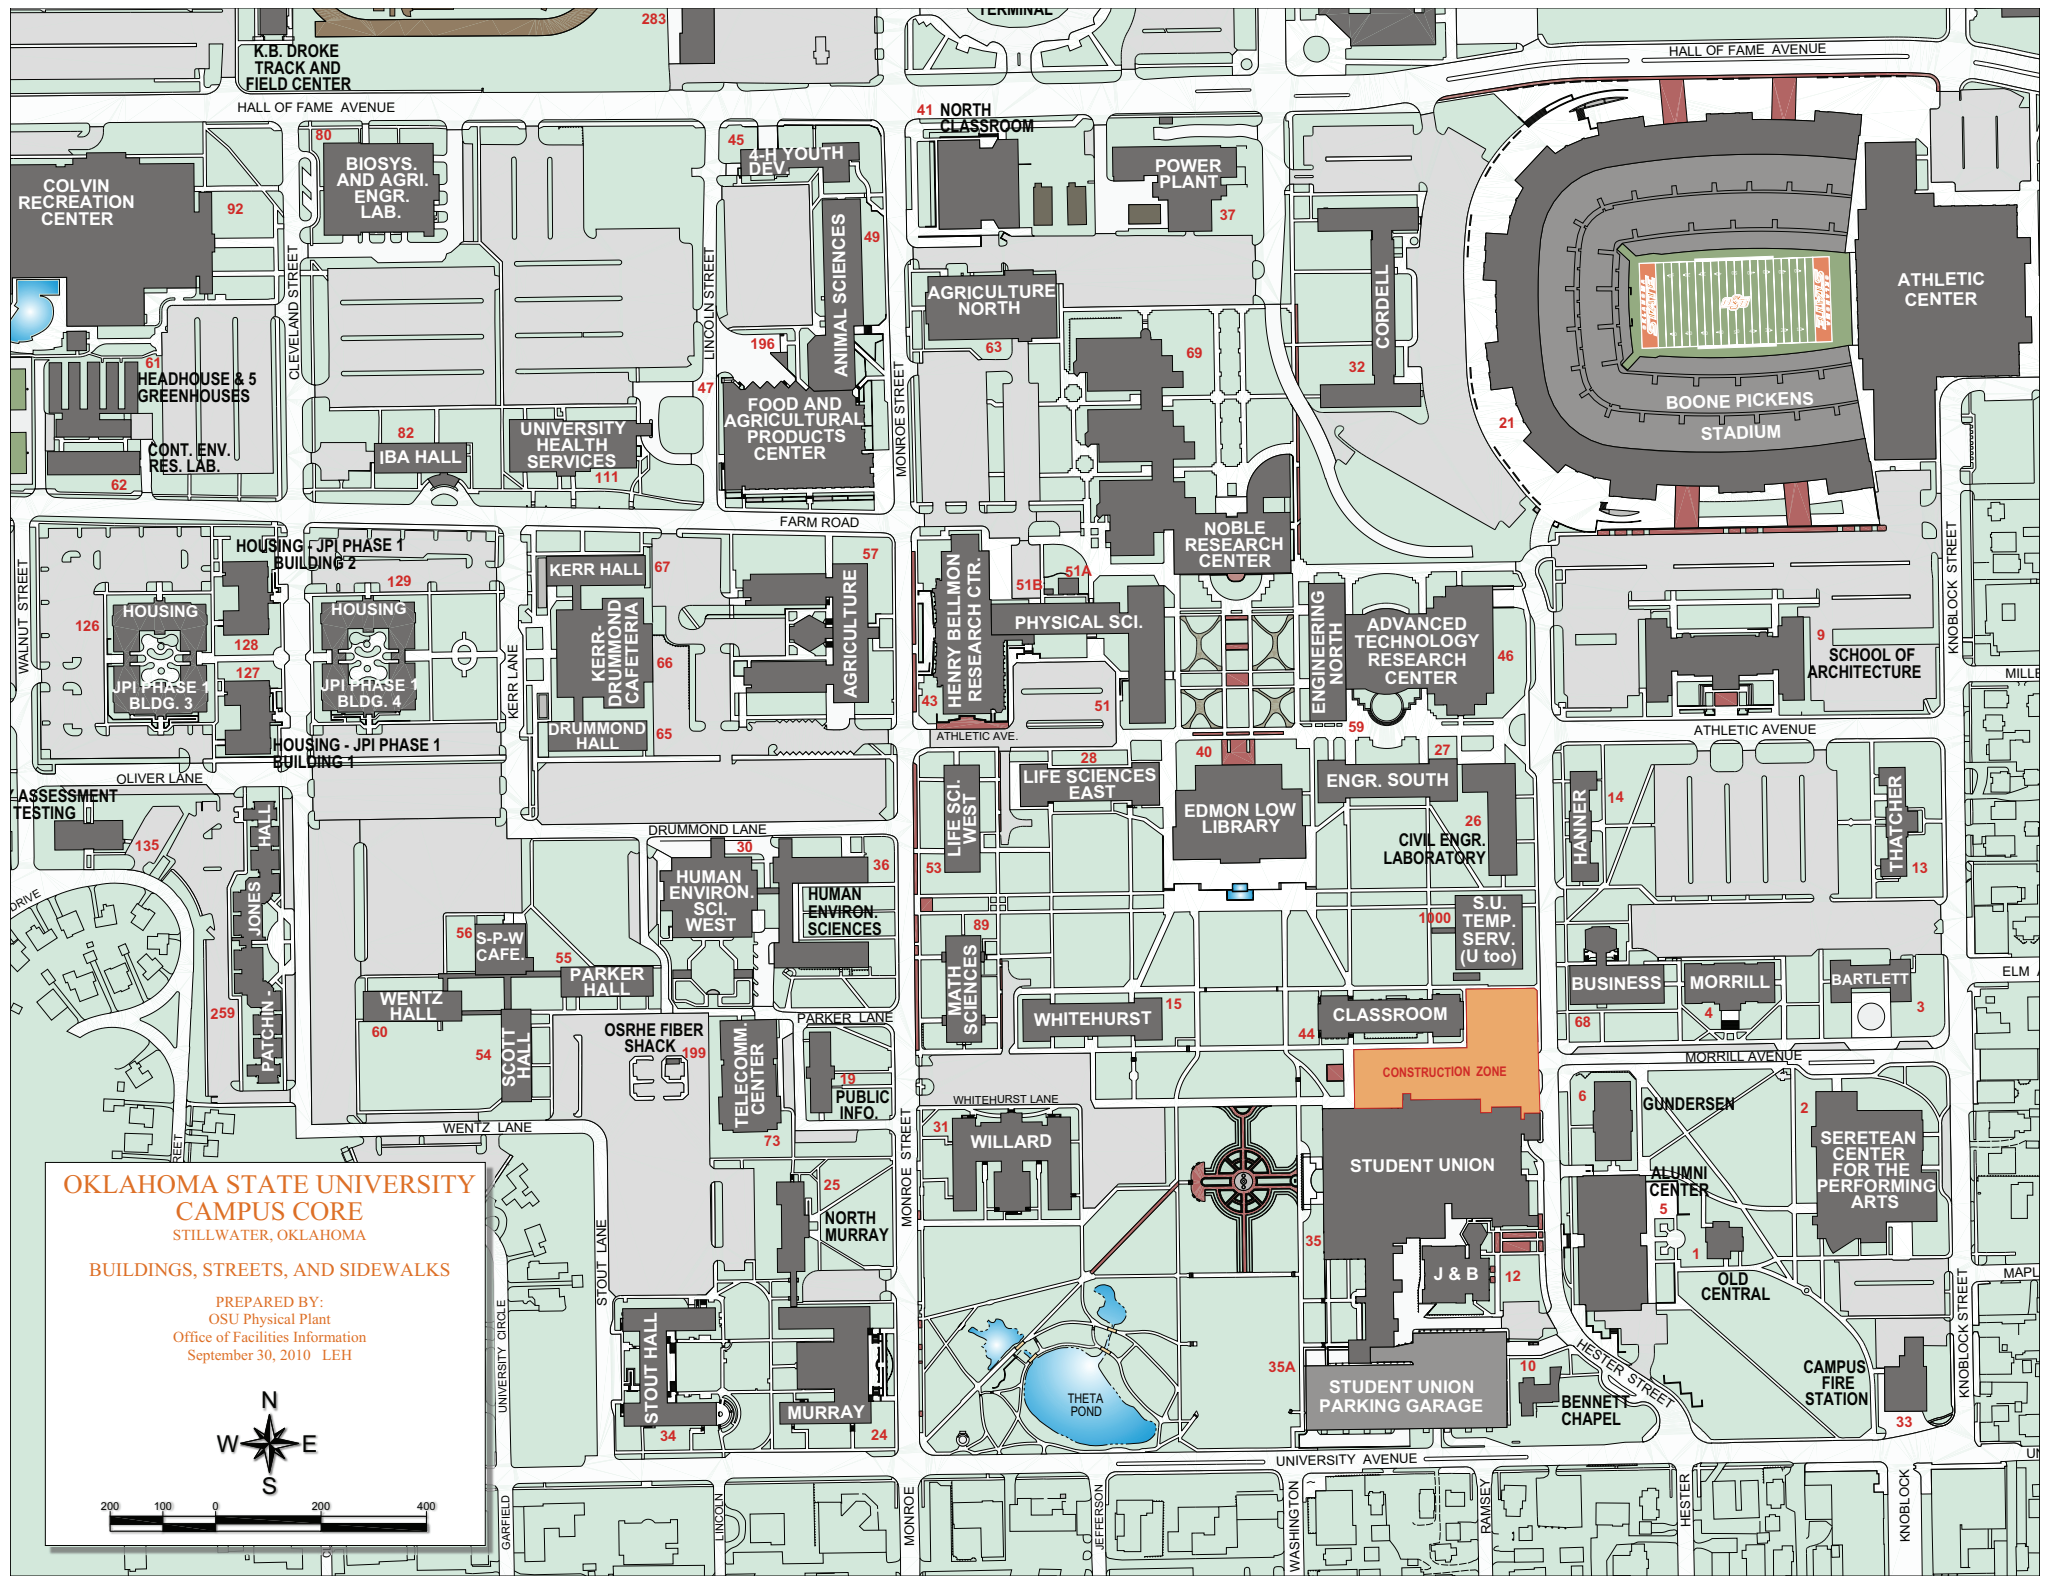 TERMINAL
283
K.B. DROKE
TRACK AND
FIELD CENTER
HALL OF FAME  AVENUE
HALL OF FAME  AVENUE
41
NORTH
CLASSROOM
80
BIOSYS.
AND AGRI.
ENGR.
LAB.
45
4-H YOUTH
DEV.
POWER
PLANT
37
COLVIN
RECREATION
CENTER
92
49
ANIMAL SCIENCES
CLEVELAND STREET
LINCOLN STREET
AGRICULTURE
NORTH
63
69
CORDELL
32
ATHLETIC
CENTER
BOONE PICKENS
STADIUM
21
196
47
61
HEADHOUSE & 5
GREENHOUSES
CONT. ENV.
RES. LAB.
62
82
IBA HALL
UNIVERSITY
HEALTH
SERVICES
111
FOOD AND
AGRICULTURAL
PRODUCTS
CENTER
MONROE STREET
FARM ROAD
NOBLE
RESEARCH
CENTER
KNOBLOCK STREET
KNOBLOCK  STREET
WALNUT  STREET
HOUSING - JPI PHASE 1
BUILDING 2
129
126
HOUSING
JPI PHASE 1
BLDG. 3
128
127
HOUSING
JPI PHASE 1
BLDG. 4
HOUSING - JPI PHASE 1
BUILDING 1
KERR LANE
KERR HALL
67
KERR-
DRUMMOND
CAFETERIA
66
DRUMMOND
HALL
65
57
AGRICULTURE
HENRY BELLMON
RESEARCH CTR.
43
51B
51A
PHYSICAL SCI.
51
ENGINEERING
NORTH
59
ADVANCED
TECHNOLOGY
RESEARCH
CENTER
46
9
SCHOOL OF
ARCHITECTURE
MILLE
ATHLETIC AVE.
ATHLETIC AVENUE
OLIVER LANE
Y ASSESSMENT
TESTING
135
HALL
JONES
PATCHIN -
259
DRIVE
DRUMMOND LANE
30
HUMAN
ENVIRON.
SCI.
WEST
36
HUMAN
ENVIRON.
SCIENCES
LIFE SCI.
WEST
53
28
LIFE SCIENCES
EAST
40
EDMON LOW
LIBRARY
27
ENGR. SOUTH
26
CIVIL ENGR.
LABORATORY
HANNER
14
THATCHER
13
56
S-P-W
CAFE.
55
PARKER
HALL
WENTZ
HALL
60
54
SCOTT
HALL
89
MATH
SCIENCES
1000
S.U.
TEMP.
SERV.
(U too)
BUSINESS
68
MORRILL
4
BARTLETT
3
ELM  A
WHITEHURST
15
CLASSROOM
44
PARKER  LANE
OSRHE FIBER
SHACK
199
TELECOMM.
CENTER
73
19
PUBLIC
INFO.
CONSTRUCTION  ZONE
MORRILL AVENUE
WHITEHURST  LANE
WENTZ  LANE
REET
MONROE  STREET
31
WILLARD
STUDENT UNION
35
6
GUNDERSEN
2
SERETEAN
CENTER
FOR THE
PERFORMING
ARTS
ALUMNI
CENTER
5
1
OLD
CENTRAL
MAPL
J & B
12
25
NORTH
MURRAY
STOUT  LANE
UNIVERSITY  CIRCLE
STOUT HALL
34
MURRAY
24
THETA
POND
35A
STUDENT UNION
PARKING GARAGE
10
BENNETT
CHAPEL
HESTER STREET
CAMPUS
FIRE
STATION
33
KNOBLOCK STREET
UNIVERSITY  AVENUE
UN
OKLAHOMA STATE UNIVERSITY
CAMPUS CORE
STILLWATER, OKLAHOMA
BUILDINGS, STREETS, AND SIDEWALKS
PREPARED BY:
OSU Physical Plant
Office of Facilities Information
September 30, 2010   LEH
N
W E
S
200 100 0 200 400
GARFIELD
LINCOLN
MONROE
JEFFERSON
WASHINGTON
RAMSEY
HESTER
KNOBLOCK